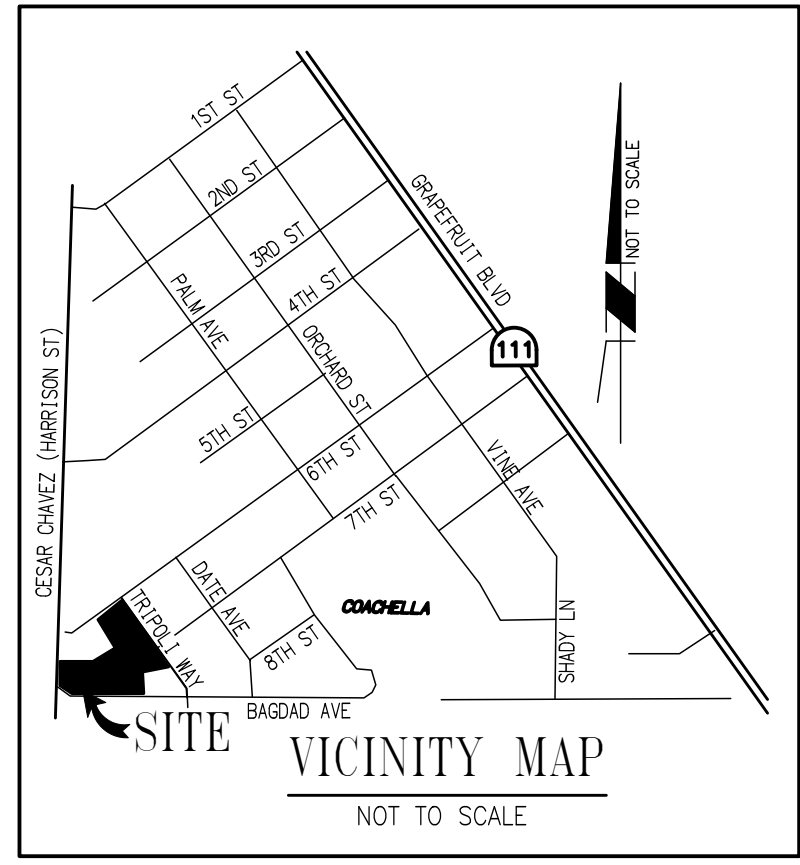 1ST ST
2ND ST
3RD ST
4TH ST
GRAPEFRUIT BLVD
NOT TO SCALE
PALM AVE
ORCHARD ST
111
CESAR CHAVEZ (HARRISON ST)
5TH ST
6TH ST
7TH ST
VINE AVE
DATE AVE
TRIPOLI WAY
COACHELLA
8TH ST
SHADY LN
BAGDAD AVE
SITE
VICINITY MAP
NOT TO SCALE